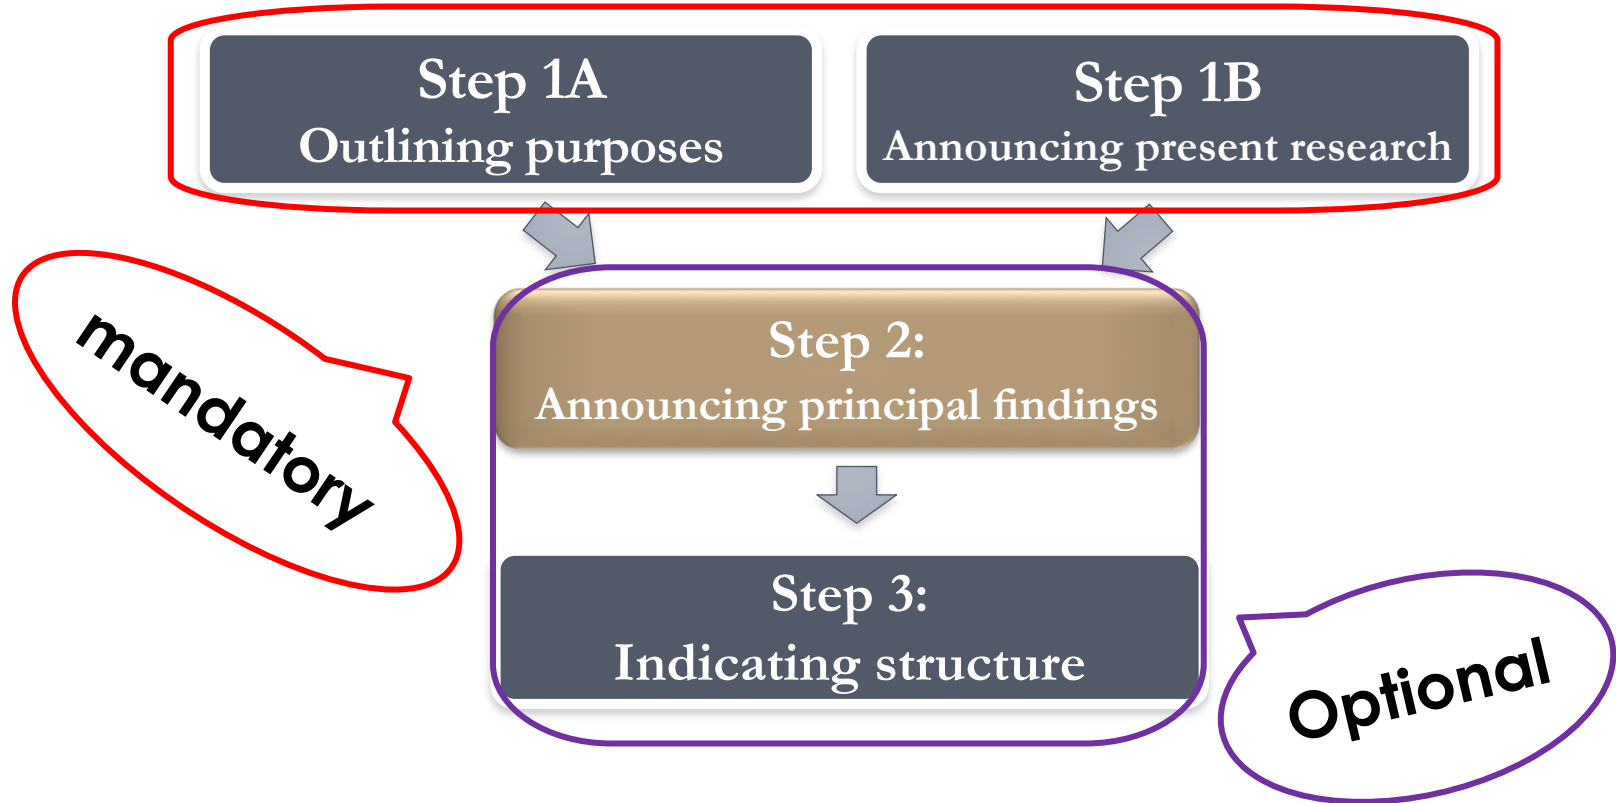 Step 1A
Outlining purposes
Step 1B
Announcing present research
mandatory
Step 2:
Announcing principal findings
Step 3:
Indicating structure
Optional